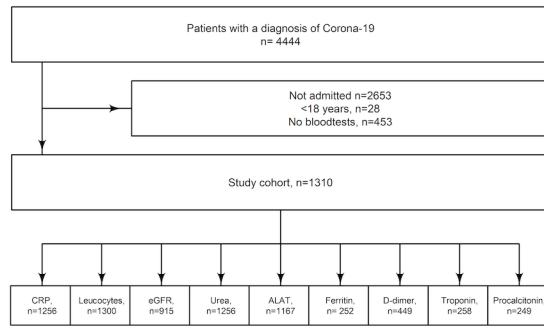 Patients with a diagnosis of Corona-19
n= 4444
Not admitted n=2653
<18 years, n=28
No bloodtests, n=453
Study cohort, n=1310
CRP,
n=1256
Leucocytes,
n=1300
eGFR,
n=915
Urea,
n=1256
ALAT,
n=1167
Ferritin,
n= 252
D-dimer,
n=449
Troponin,
n=258
Procalcitonin,
n=249